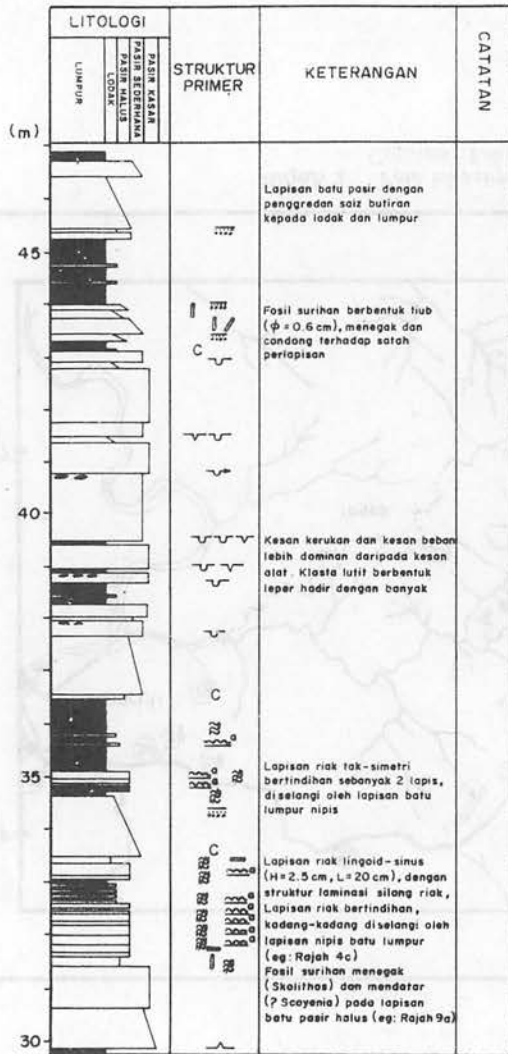 LITOLOGI
LUMPUR
LODAK
PASIR HALUS
PASIR SEDERHANA
PASIR KASAR
STRUKTUR
PRIMER
KETERANGAN
CATATAN
(m)
Lapisan batu pasir dengan
penggredan saiz butiran
kepada lodak dan lumpur
45
Fosil surihan berbentuk tiub
(ϕ = 0.6 cm), menegak dan
condong terhadap satah
perlapisan
C
40
Kesan kerukan dan kesan beban
lebih dominan daripada kesan
alat. Klasta lutit berbentuk
leper hadir dengan banyak
C
35
Lapisan riak tak-simetri
bertindihan sebanyak 2 lapis,
diselangi oleh lapisan batu
lumpur nipis
C
Lapisan riak lingoid-sinus
(H = 2.5 cm, L = 20 cm), dengan
struktur laminasi silang riak,
Lapisan riak bertindihan,
kadang-kadang diselangi oleh
lapisan nipis batu lumpur
(eg: Rajah 4c)
Fosil surihan menegak
(Skolithos) dan mendatar
(? Scoyenia) pada lapisan
batu pasir halus (eg: Rajah 9a)
30